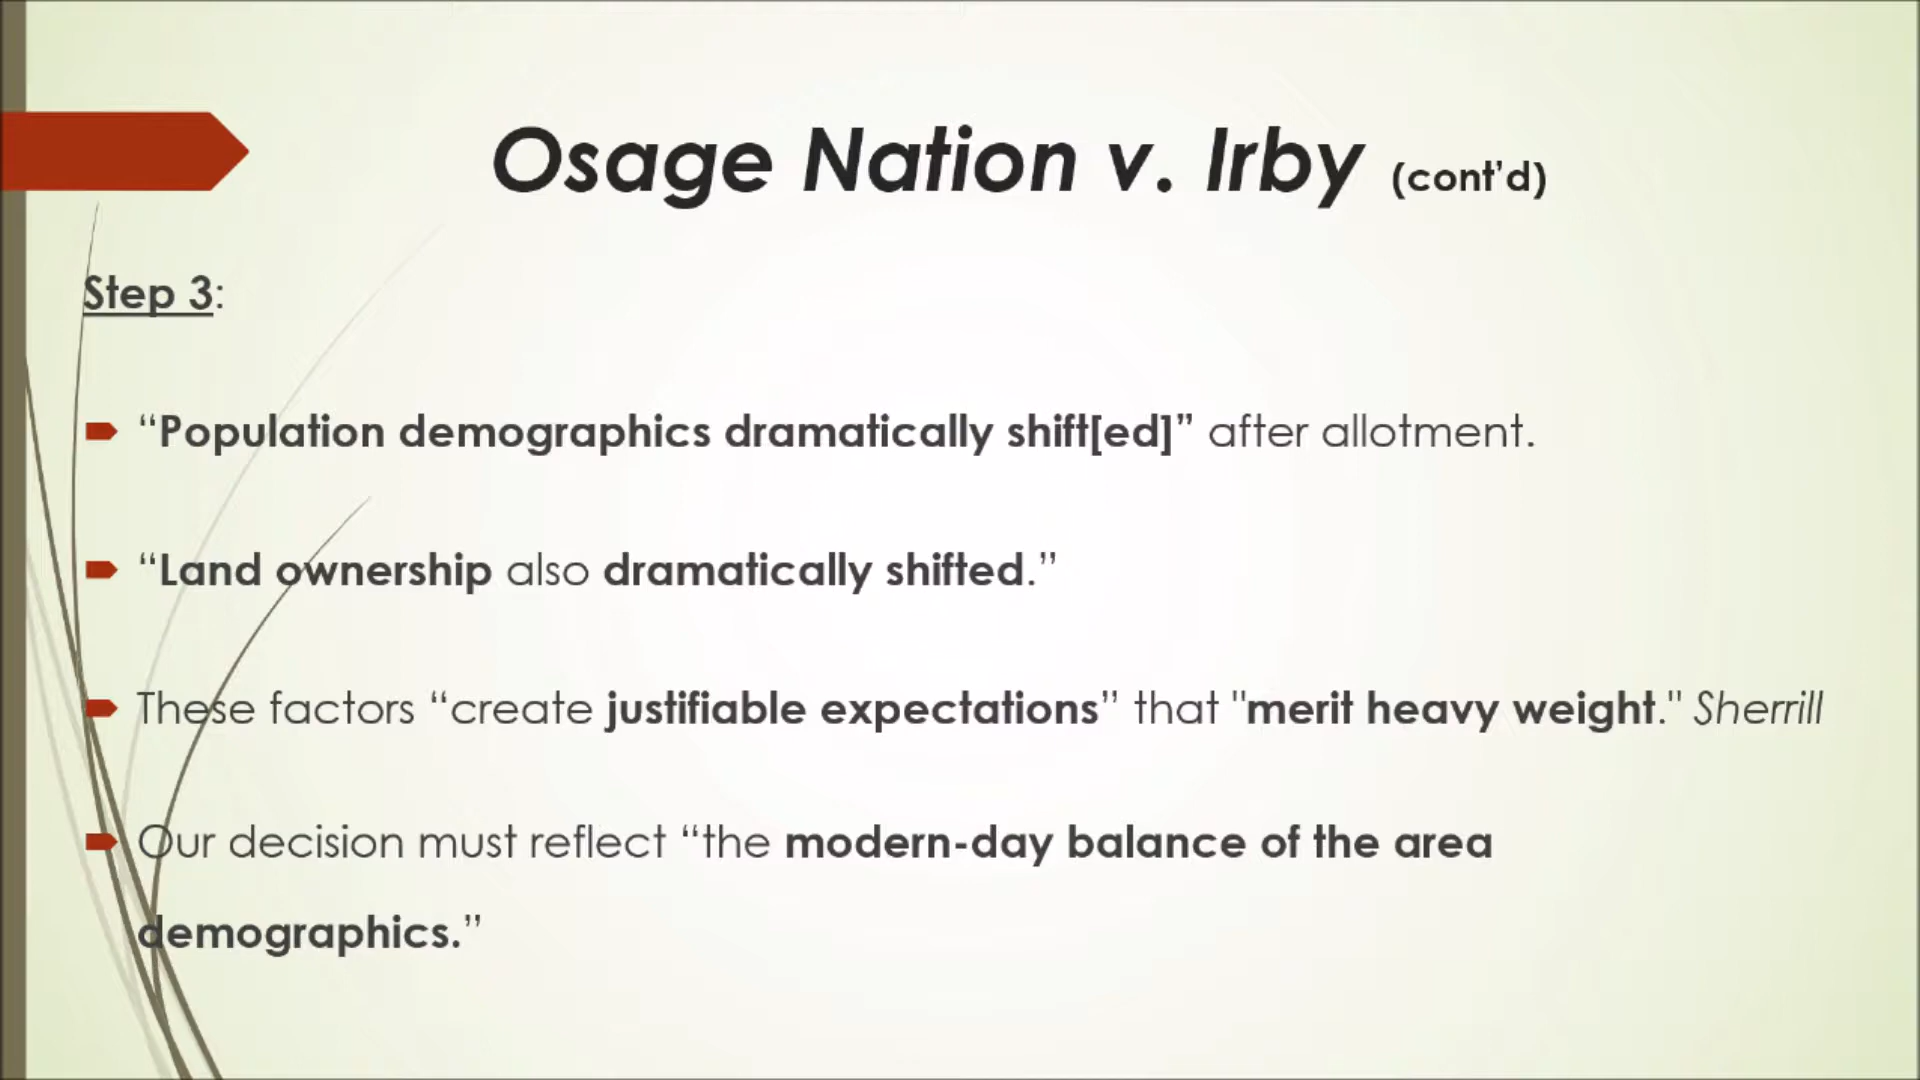 Osage Nation v. Irby (cont’d)
Step 3:
“Population demographics dramatically shift[ed]” after allotment.
“Land ownership also dramatically shifted.”
These factors “create justifiable expectations” that "merit heavy weight." Sherrill
Our decision must reflect “the modern-day balance of the area
demographics.”